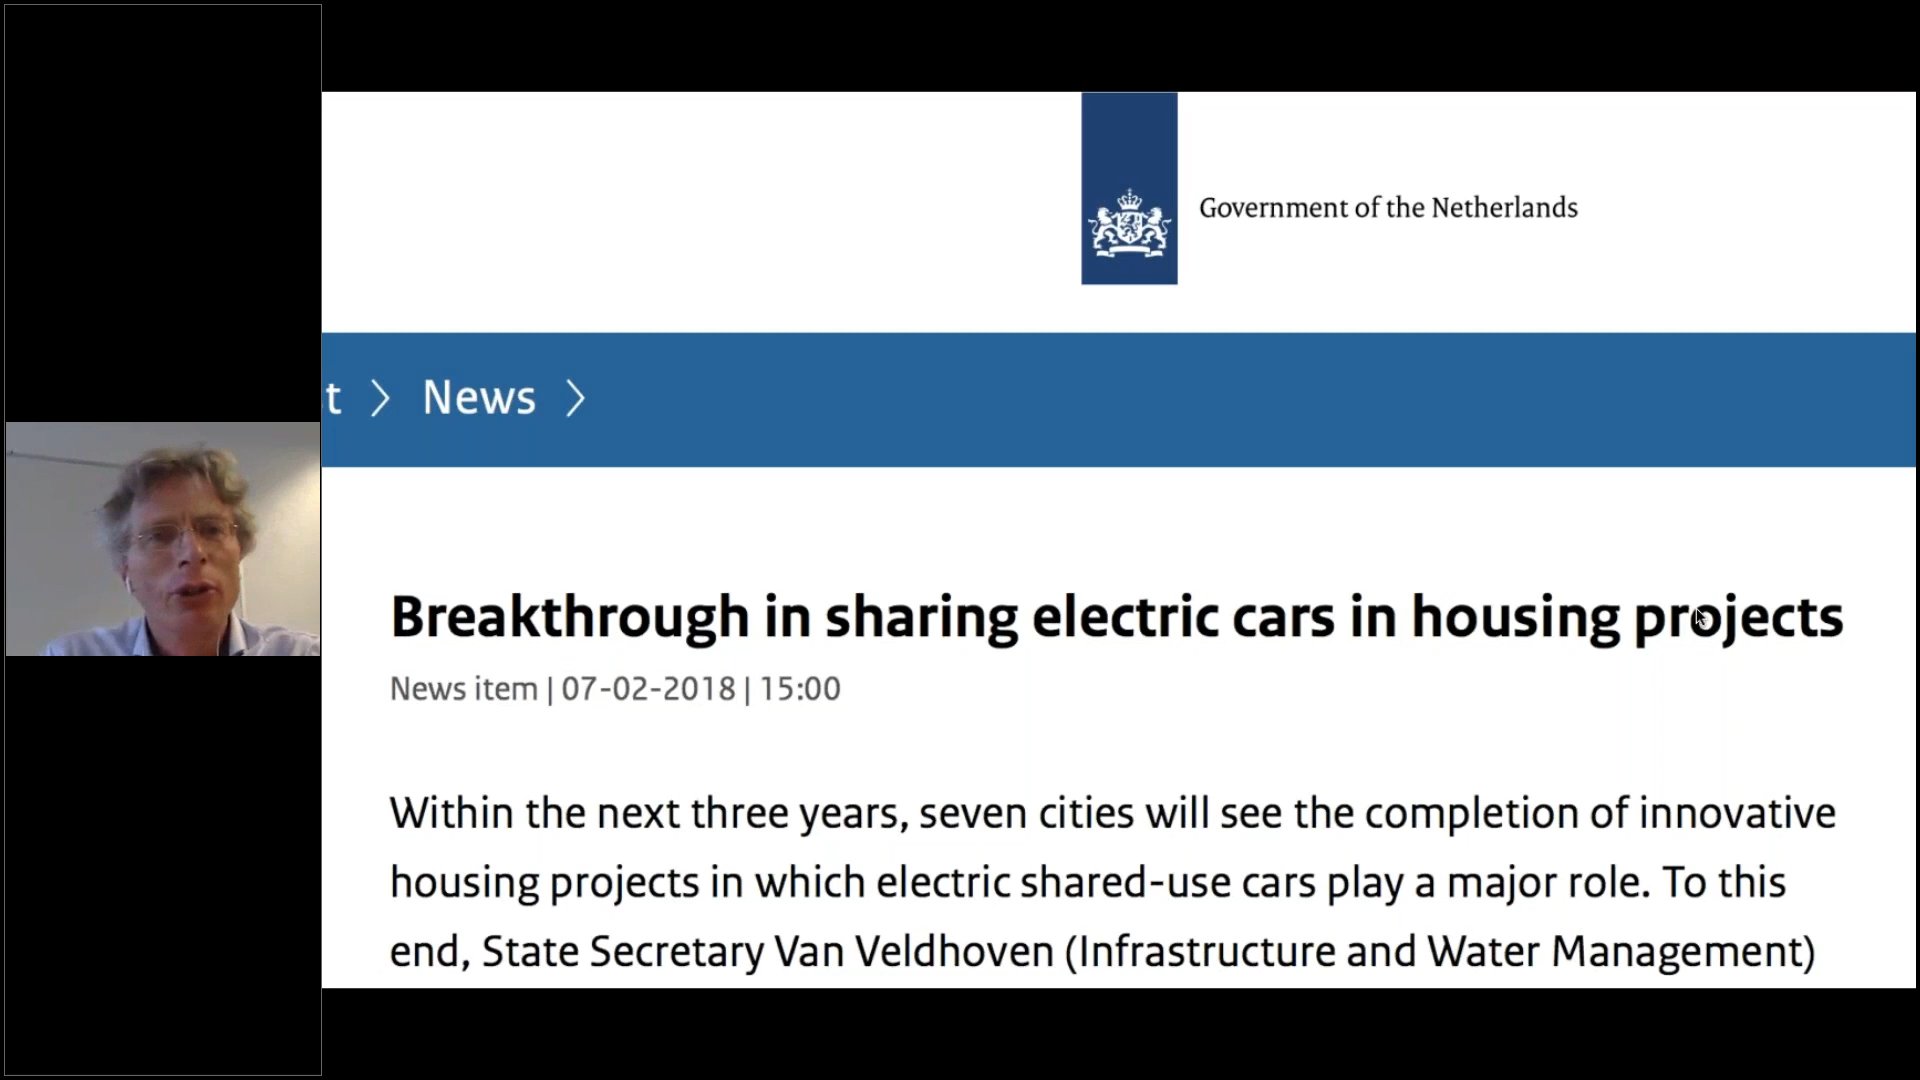 Government of the Netherlands
t > News >
Breakthrough in sharing electric cars in housing projects
News item | 07-02-2018 | 15:00
Within the next three years, seven cities will see the completion of innovative
housing projects in which electric shared-use cars play a major role. To this
end, State Secretary Van Veldhoven (Infrastructure and Water Management)